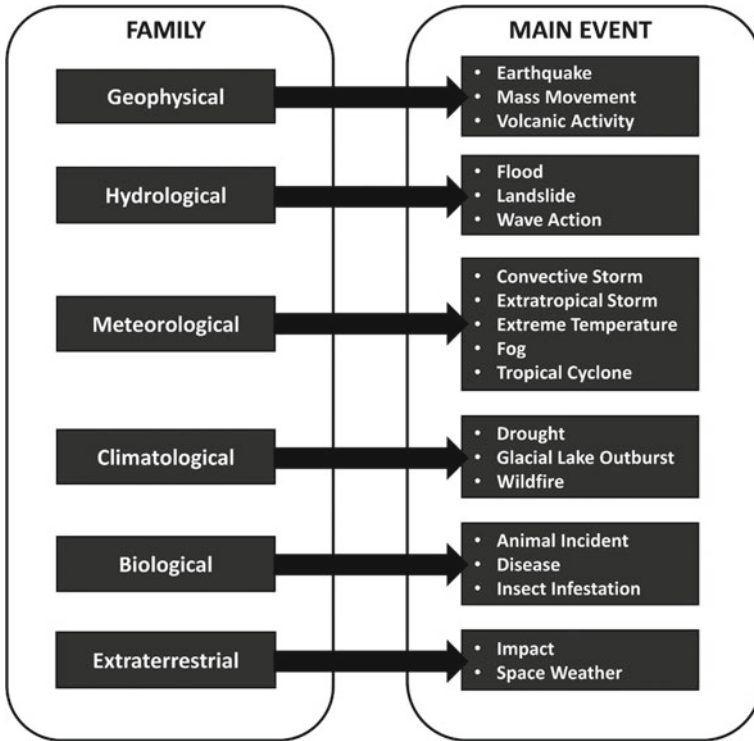 FAMILY
MAIN EVENT
Geophysical
• Earthquake
• Mass Movement
• Volcanic Activity
Hydrological
• Flood
• Landslide
• Wave Action
Meteorological
• Convective Storm
• Extratropical Storm
• Extreme Temperature
• Fog
• Tropical Cyclone
Climatological
• Drought
• Glacial Lake Outburst
• Wildfire
Biological
• Animal Incident
• Disease
• Insect Infestation
Extraterrestrial
• Impact
• Space Weather